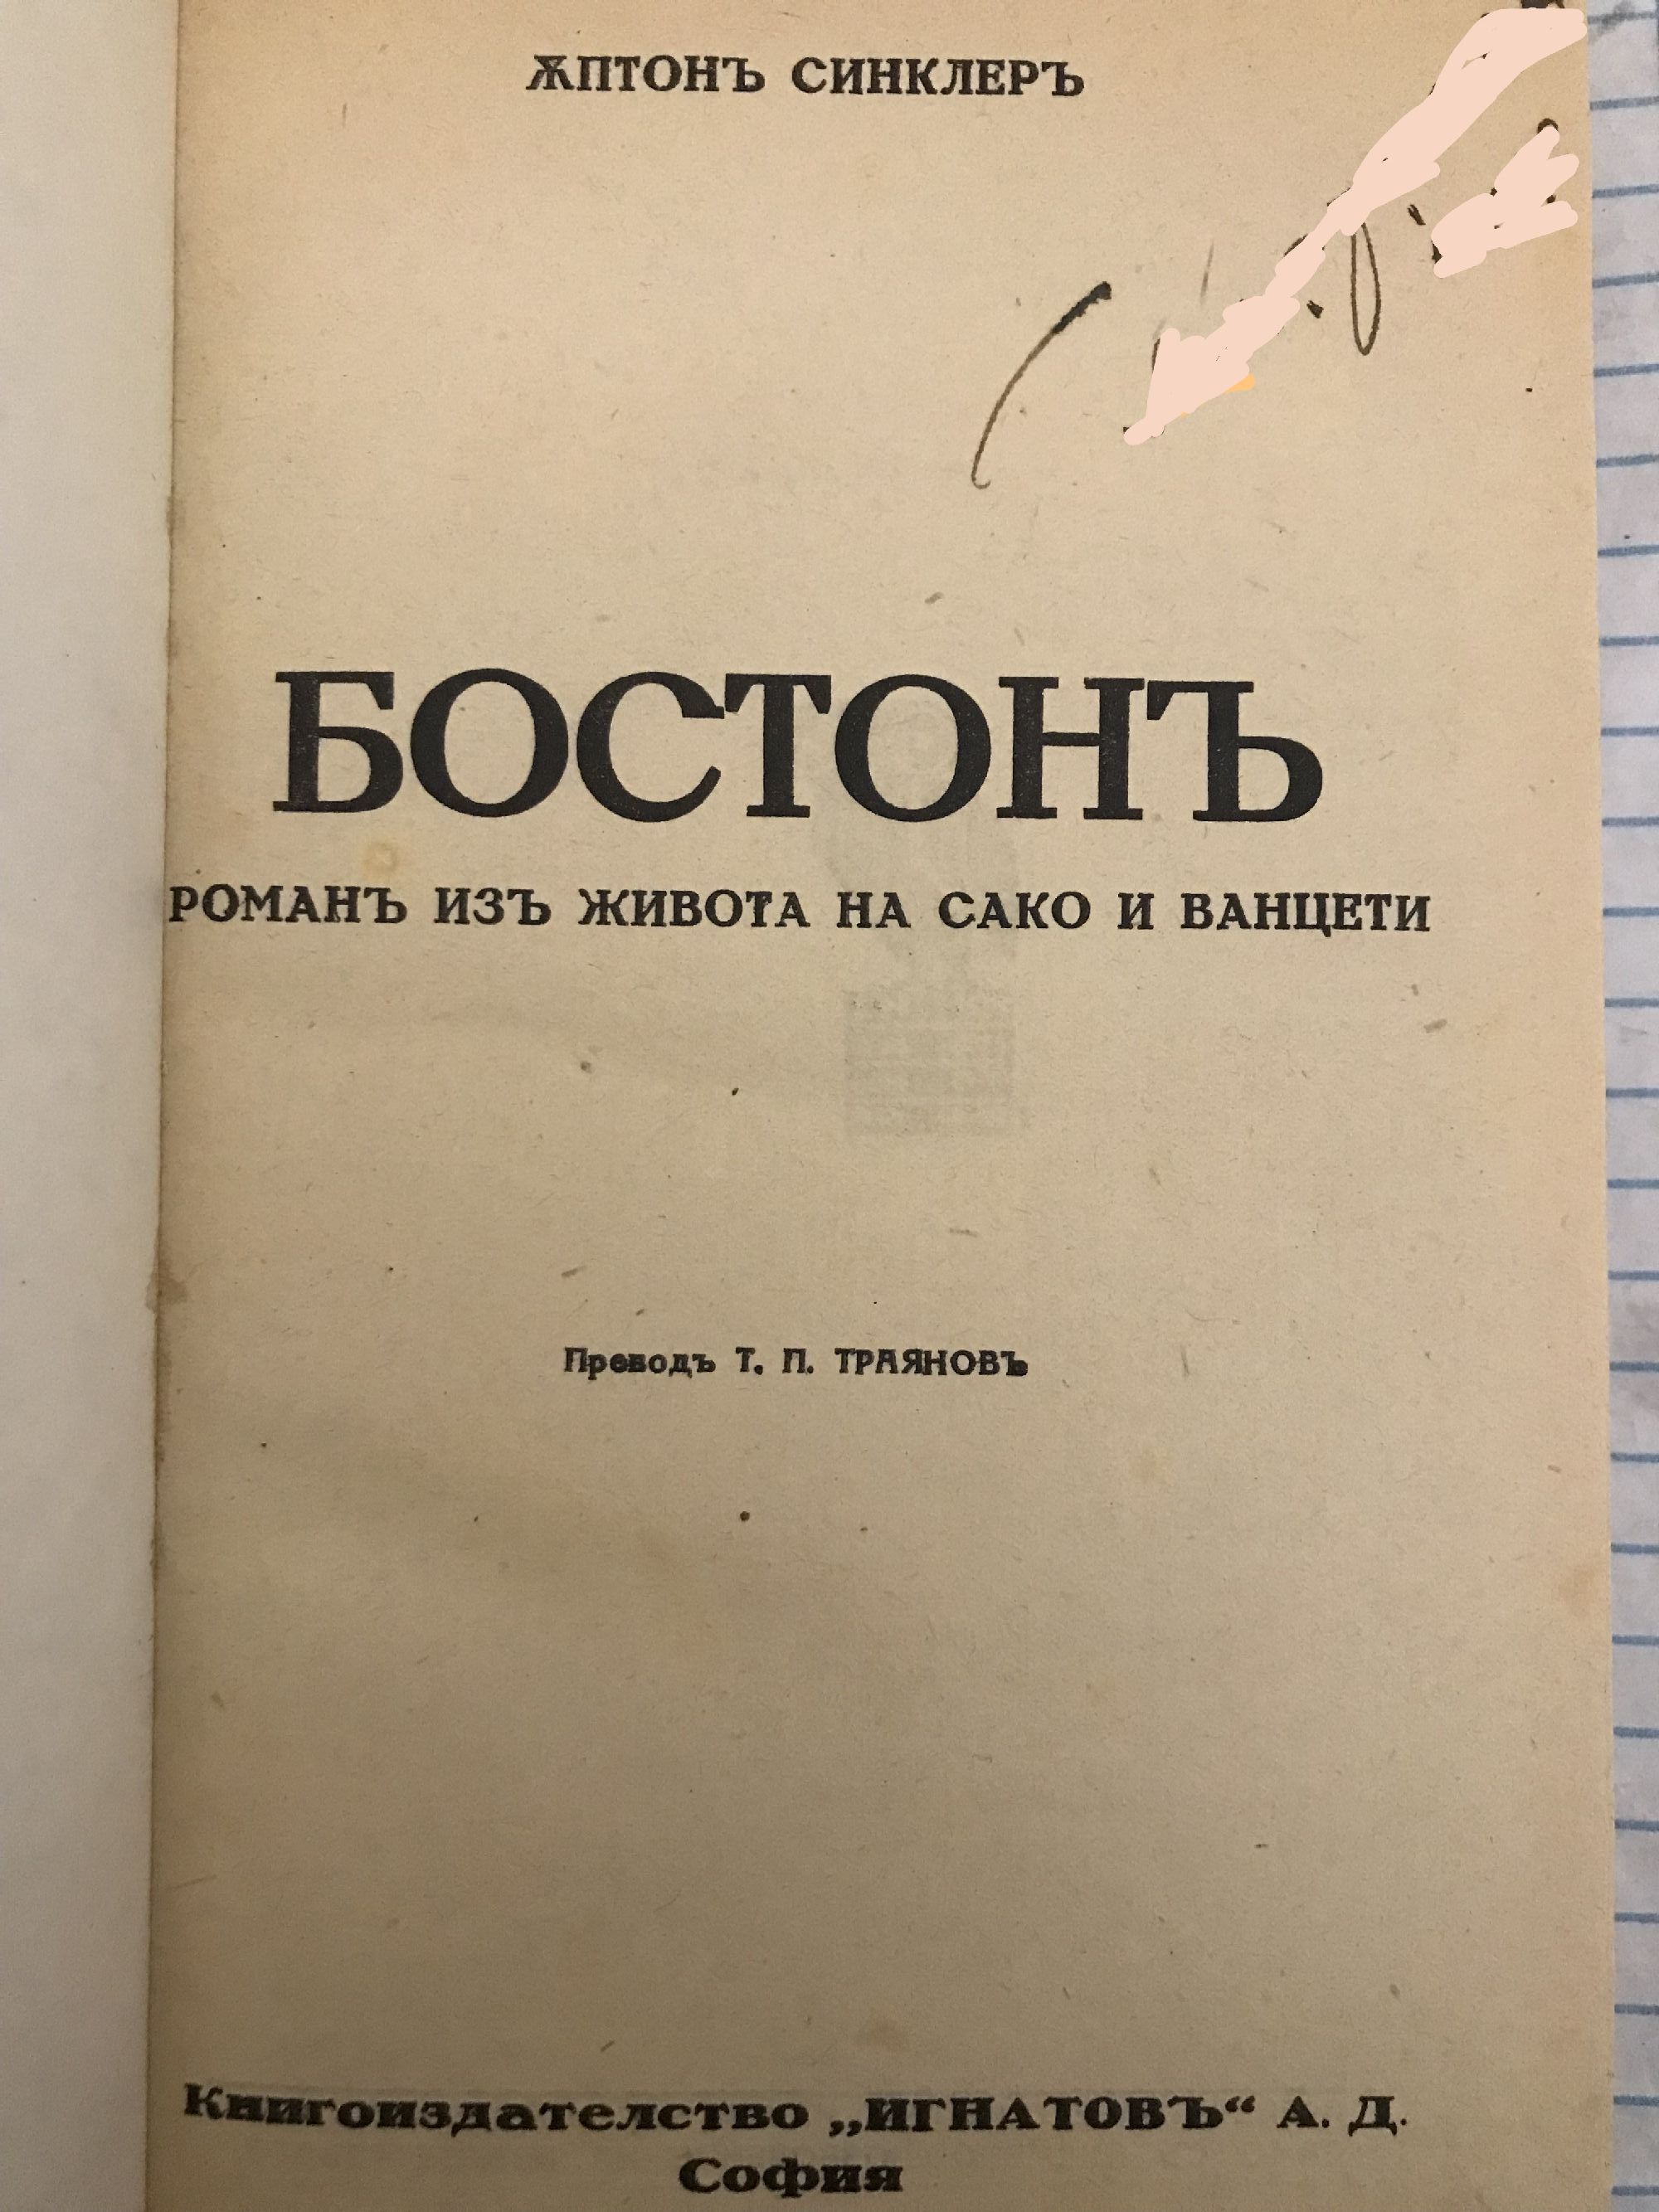 ѪПТОНЪ СИНКЛЕРЪ
БОСТОНЪ
РОМАНЪ ИЗЪ ЖИВОТА НА САКО И ВАНЦЕТИ
Преводъ Т. П. ТРАЯНОВЪ
Книгоиздателство „ИГНАТОВЪ“ А. Д.
София